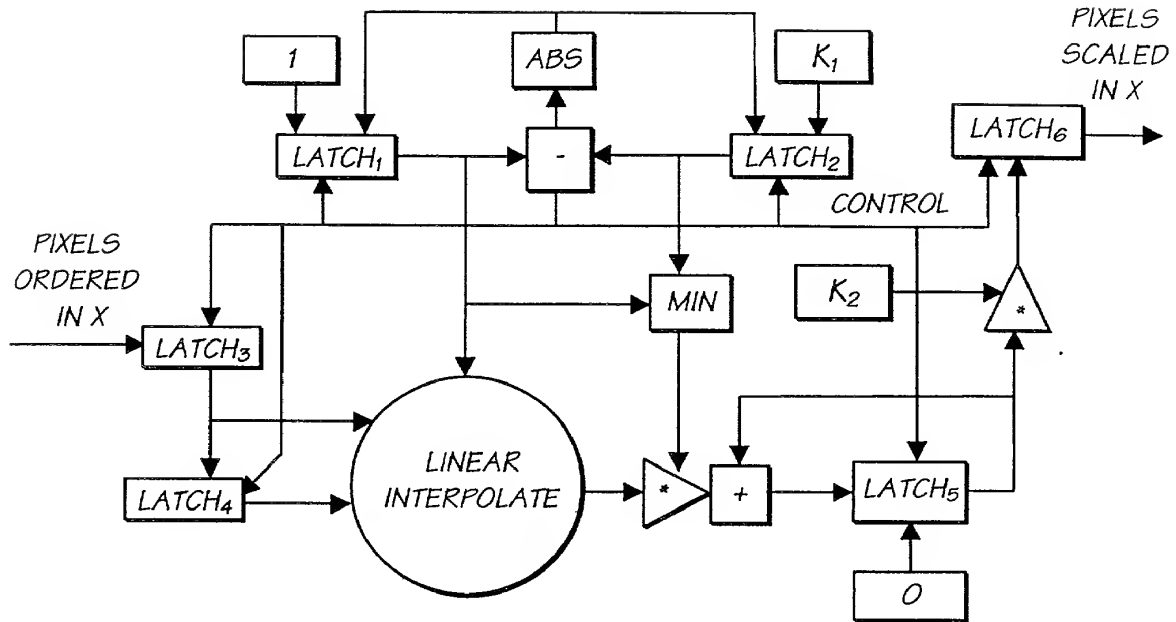 PIXELS
SCALED
IN X
1
ABS
K₁
LATCH₁
-
LATCH₂
LATCH₆
CONTROL
PIXELS
ORDERED
IN X
K₂
MIN
*
LATCH₃
LINEAR
INTERPOLATE
LATCH₄
*
+
LATCH₅
0